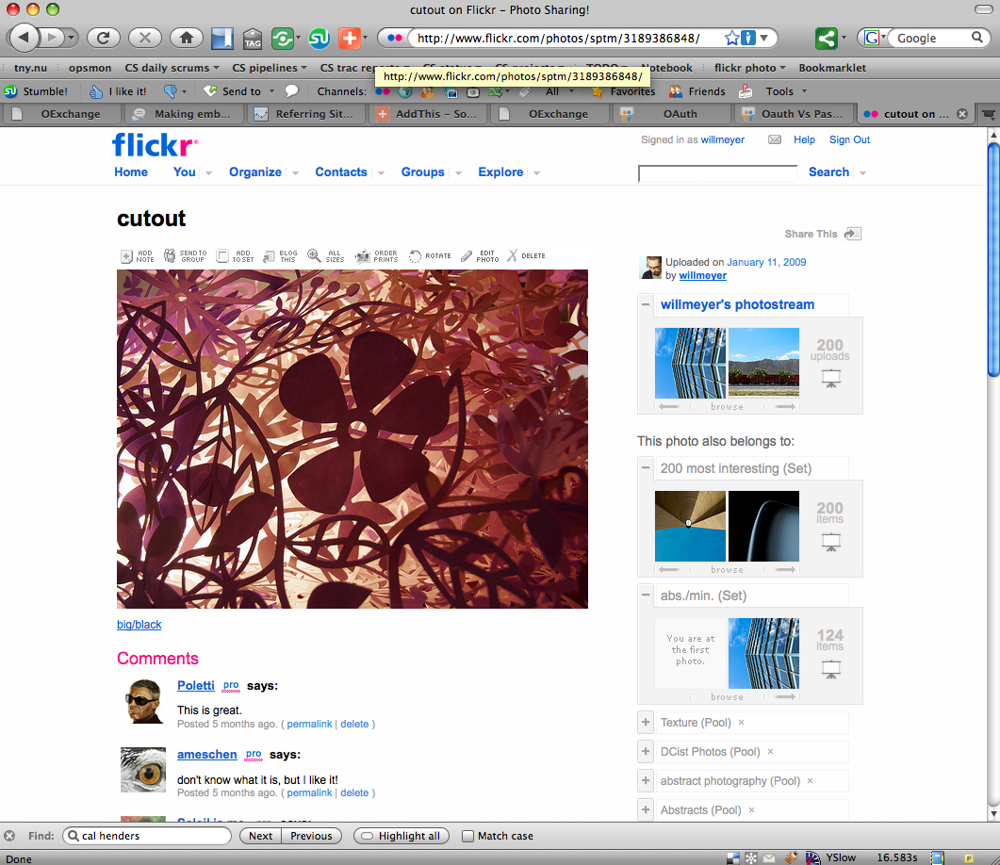 cutout on Flickr – Photo Sharing!
TAG
http://www.flickr.com/photos/sptm/3189386848/
G Google
tny.nu opsmon CS daily scrums CS pipelines CS trac reports CS status CS projects TODO Notebook flickr photo Bookmarklet
http://www.flickr.com/photos/sptm/3189386848/
Stumble! I like it! Send to Channels: All Favorites Friends Tools
OExchange Making emb... Referring Sit... AddThis – So... OExchange OAuth Oauth Vs Pas... cutout on ...
flickr
Signed in as willmeyer Help Sign Out
Home You Organize Contacts Groups Explore Search
cutout
Share This
ADD NOTE SEND TO GROUP ADD TO SET BLOG THIS ALL SIZES ORDER PRINTS ROTATE EDIT PHOTO DELETE
Uploaded on January 11, 2009
by willmeyer
willmeyer's photostream
200
uploads
browse
This photo also belongs to:
200 most interesting (Set)
200
items
browse
abs./min. (Set)
You are at
the first
photo.
124
items
browse
Texture (Pool) ×
DCist Photos (Pool) ×
abstract photography (Pool) ×
Abstracts (Pool) ×
big/black
Comments
Poletti pro says:
This is great.
Posted 5 months ago. ( permalink | delete )
ameschen pro says:
don't know what it is, but I like it!
Posted 5 months ago. ( permalink | delete )
Find: cal henders Next Previous Highlight all Match case
Done YSlow 16.583s P